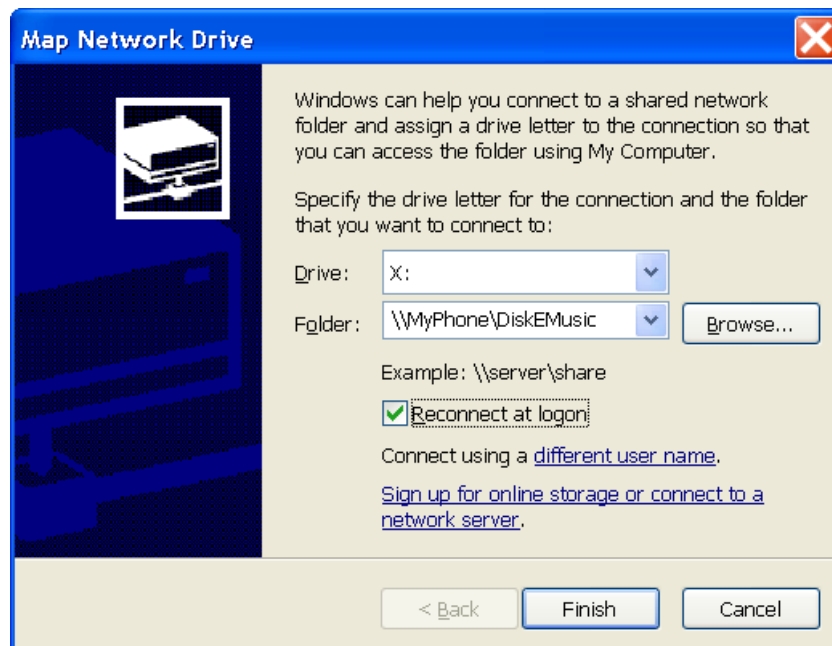 Map Network Drive
Windows can help you connect to a shared network
folder and assign a drive letter to the connection so that
you can access the folder using My Computer.
Specify the drive letter for the connection and the folder
that you want to connect to:
Drive: X:
Folder: \\MyPhone\DiskEMusic Browse...
Example: \\server\share
Reconnect at logon
Connect using a different user name.
Sign up for online storage or connect to a
network server.
< Back Finish Cancel